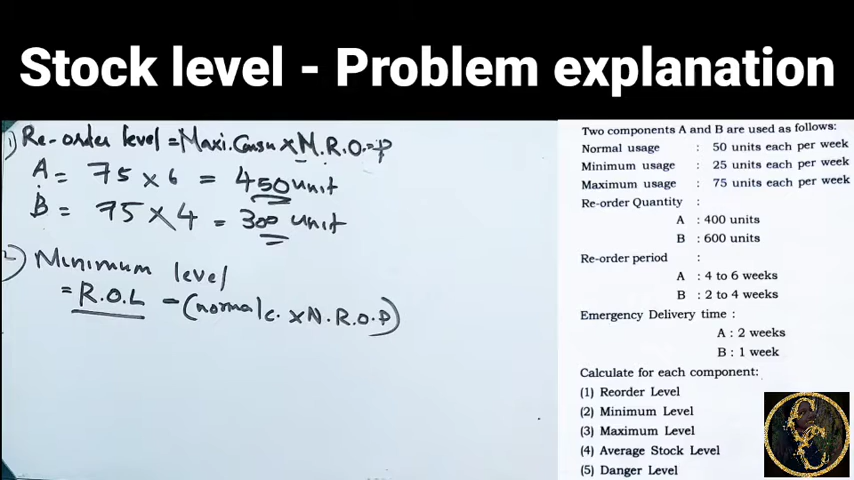 Stock level - Problem explanation
1) Re-order level = Maxi. Consu x M.R.O.P
A = 75 x 6 = 450 unit
B = 75 x 4 = 300 unit
2) Minimum level
= R.O.L - (normal c. x N.R.O.P)
Two components A and B are used as follows:
Normal usage : 50 units each per week
Minimum usage : 25 units each per week
Maximum usage : 75 units each per week
Re-order Quantity :
A : 400 units
B : 600 units
Re-order period :
A : 4 to 6 weeks
B : 2 to 4 weeks
Emergency Delivery time :
A : 2 weeks
B : 1 week
Calculate for each component:
(1) Reorder Level
(2) Minimum Level
(3) Maximum Level
(4) Average Stock Level
(5) Danger Level